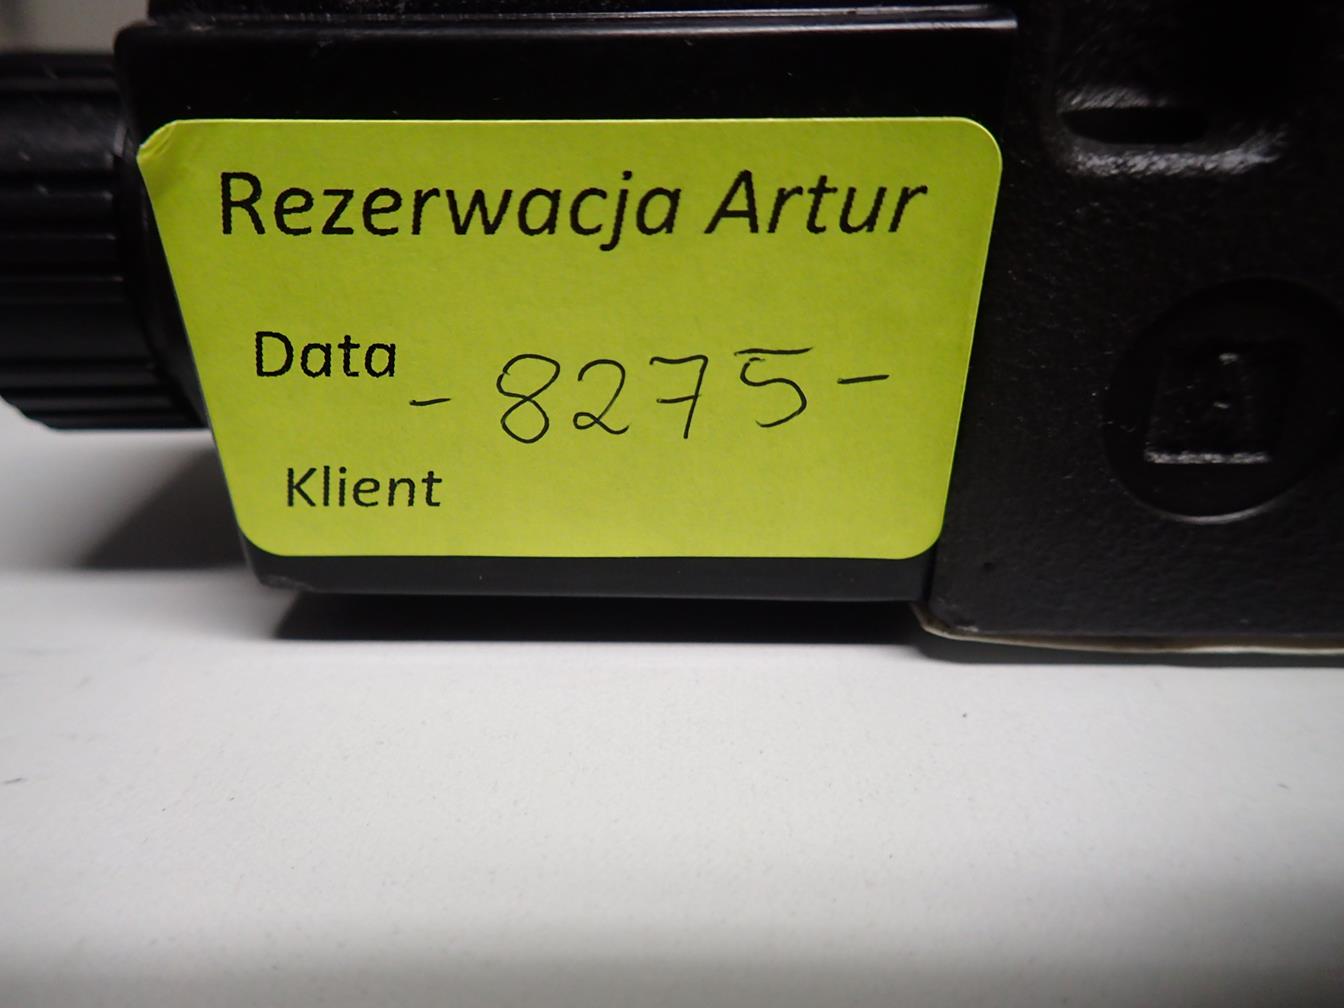 Rezerwacja Artur
Data
- 8275 -
Klient